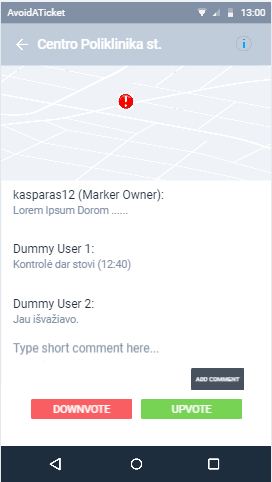 AvoidATicket 13:00
Centro Poliklinika st.
kasparas12 (Marker Owner):
Lorem Ipsum Dorom ......
Dummy User 1:
Kontrolė dar stovi (12:40)
Dummy User 2:
Jau išvažiavo.
Type short comment here...
ADD COMMENT
DOWNVOTE UPVOTE